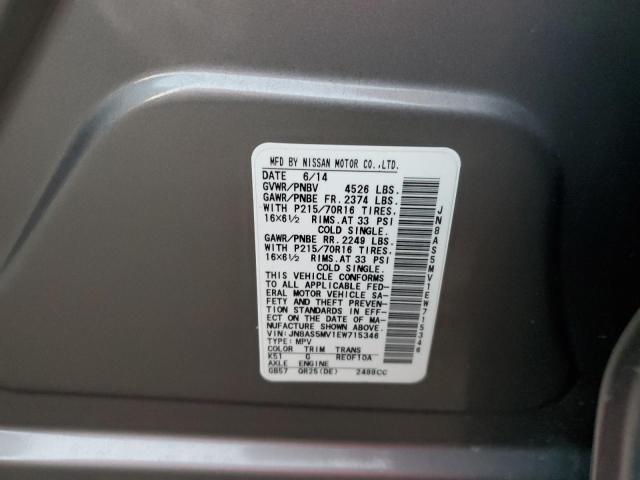 MFD BY NISSAN MOTOR CO.,LTD.
DATE 6/14
GVWR/PNBV 4526 LBS.
GAWR/PNBE FR. 2374 LBS.
WITH P215/70R16 TIRES,
16X6½ RIMS.AT 33 PSI
COLD SINGLE.
GAWR/PNBE RR. 2249 LBS.
WITH P215/70R16 TIRES,
16X6½ RIMS.AT 33 PSI
COLD SINGLE.
THIS VEHICLE CONFORMS
TO ALL APPLICABLE FED-
ERAL MOTOR VEHICLE SA-
FETY AND THEFT PREVEN-
TION STANDARDS IN EFF-
ECT ON THE DATE OF MA-
NUFACTURE SHOWN ABOVE.
VIN: JN8AS5MV1EW715346
TYPE: MPV
COLOR TRIM TRANS
K51 G RE0F10A
AXLE ENGINE
GB57 QR25(DE) 2488CC
JN8AS5MV1EW715346